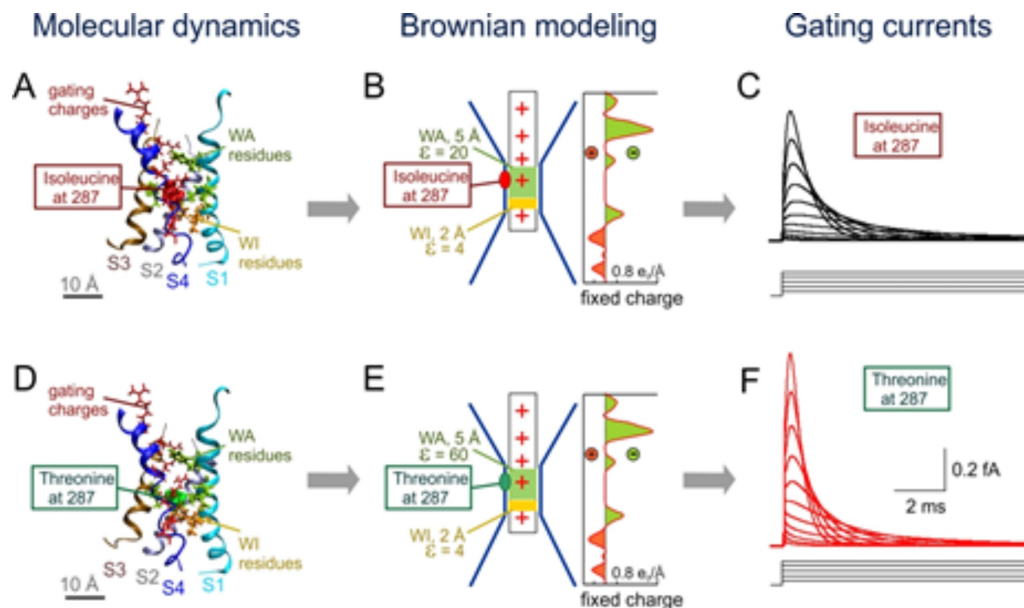 Molecular dynamics
Brownian modeling
Gating currents
A
gating
charges
WA
residues
Isoleucine
at 287
WI
residues
S3
S2
S4
S1
10 Å
B
WA, 5 Å
ε = 20
Isoleucine
at 287
WI, 2 Å
ε = 4
+
+
+
+
+
0.8 e₀/Å
fixed charge
C
Isoleucine
at 287
D
gating
charges
WA
residues
Threonine
at 287
WI
residues
S3
S2
S4
S1
10 Å
E
WA, 5 Å
ε = 60
Threonine
at 287
WI, 2 Å
ε = 4
+
+
+
+
+
0.8 e₀/Å
fixed charge
F
Threonine
at 287
0.2 fA
2 ms